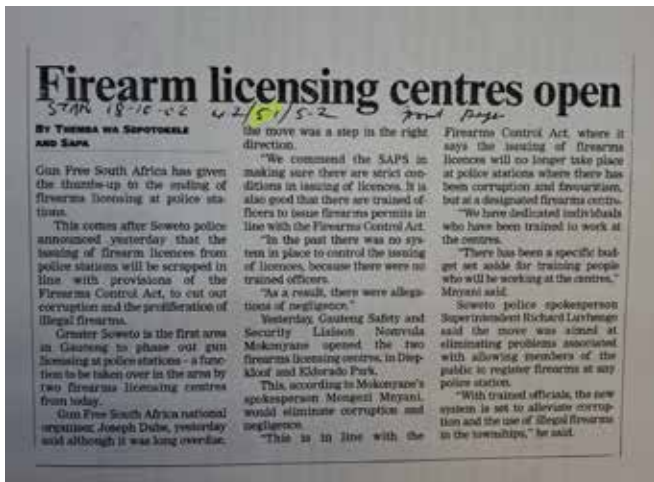 Firearm licensing centres open
STAR 18-10-02 42/51/52 front page
BY THEMBA WA SEPOTOKELE
AND SAPA
Gun Free South Africa has given
the thumbs-up to the ending of
firearms licensing at police sta-
tions.
This comes after Soweto police
announced yesterday that the
issuing of firearm licences from
police stations will be scrapped in
line with provisions of the
Firearms Control Act, to cut out
corruption and the proliferation of
illegal firearms.
Greater Soweto is the first area
in Gauteng to phase out gun
licensing at police stations - a func-
tion to be taken over in the area by
two firearms licensing centres
from today.
Gun Free South Africa national
organiser, Joseph Dube, yesterday
said although it was long overdue,
the move was a step in the right
direction.
"We commend the SAPS in
making sure there are strict con-
ditions in issuing of licences. It is
also good that there are trained of-
ficers to issue firearms permits in
line with the Firearms Control Act.
"In the past there was no sys-
tem in place to control the issuing
of licences, because there were no
trained officers.
"As a result, there were allega-
tions of negligence."
Yesterday, Gauteng Safety and
Security Liaison Nomvula
Mokonyane opened the two
firearms licensing centres, in Diep-
kloof and Eldorado Park.
This, according to Mokonyane's
spokesperson Mongezi Mnyani,
would eliminate corruption and
negligence.
"This is in line with the
Firearms Control Act, where it
says the issuing of firearms
licences will no longer take place
at police stations where there has
been corruption and favouritism,
but at a designated firearms centre.
"We have dedicated individuals
who have been trained to work at
the centres.
"There has been a specific bud-
get set aside for training people
who will be working at the centres,"
Mnyani said.
Soweto police spokesperson
Superintendent Richard Luvhengo
said the move was aimed at
eliminating problems associated
with allowing members of the
public to register firearms at any
police station.
"With trained officials, the new
system is set to alleviate corrup-
tion and the use of illegal firearms
in the townships," he said.